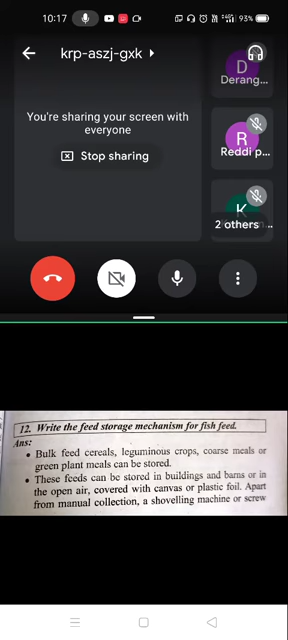 10:17
93%
krp-aszj-gxk
You're sharing your screen with
everyone
Stop sharing
D
Derang...
R
Reddi p...
K
2 others
12. Write the feed storage mechanism for fish feed.
Ans:
• Bulk feed cereals, leguminous crops, coarse meals or
green plant meals can be stored.
• These feeds can be stored in buildings and barns or in
the open air, covered with canvas or plastic foil. Apart
from manual collection, a shovelling machine or screw